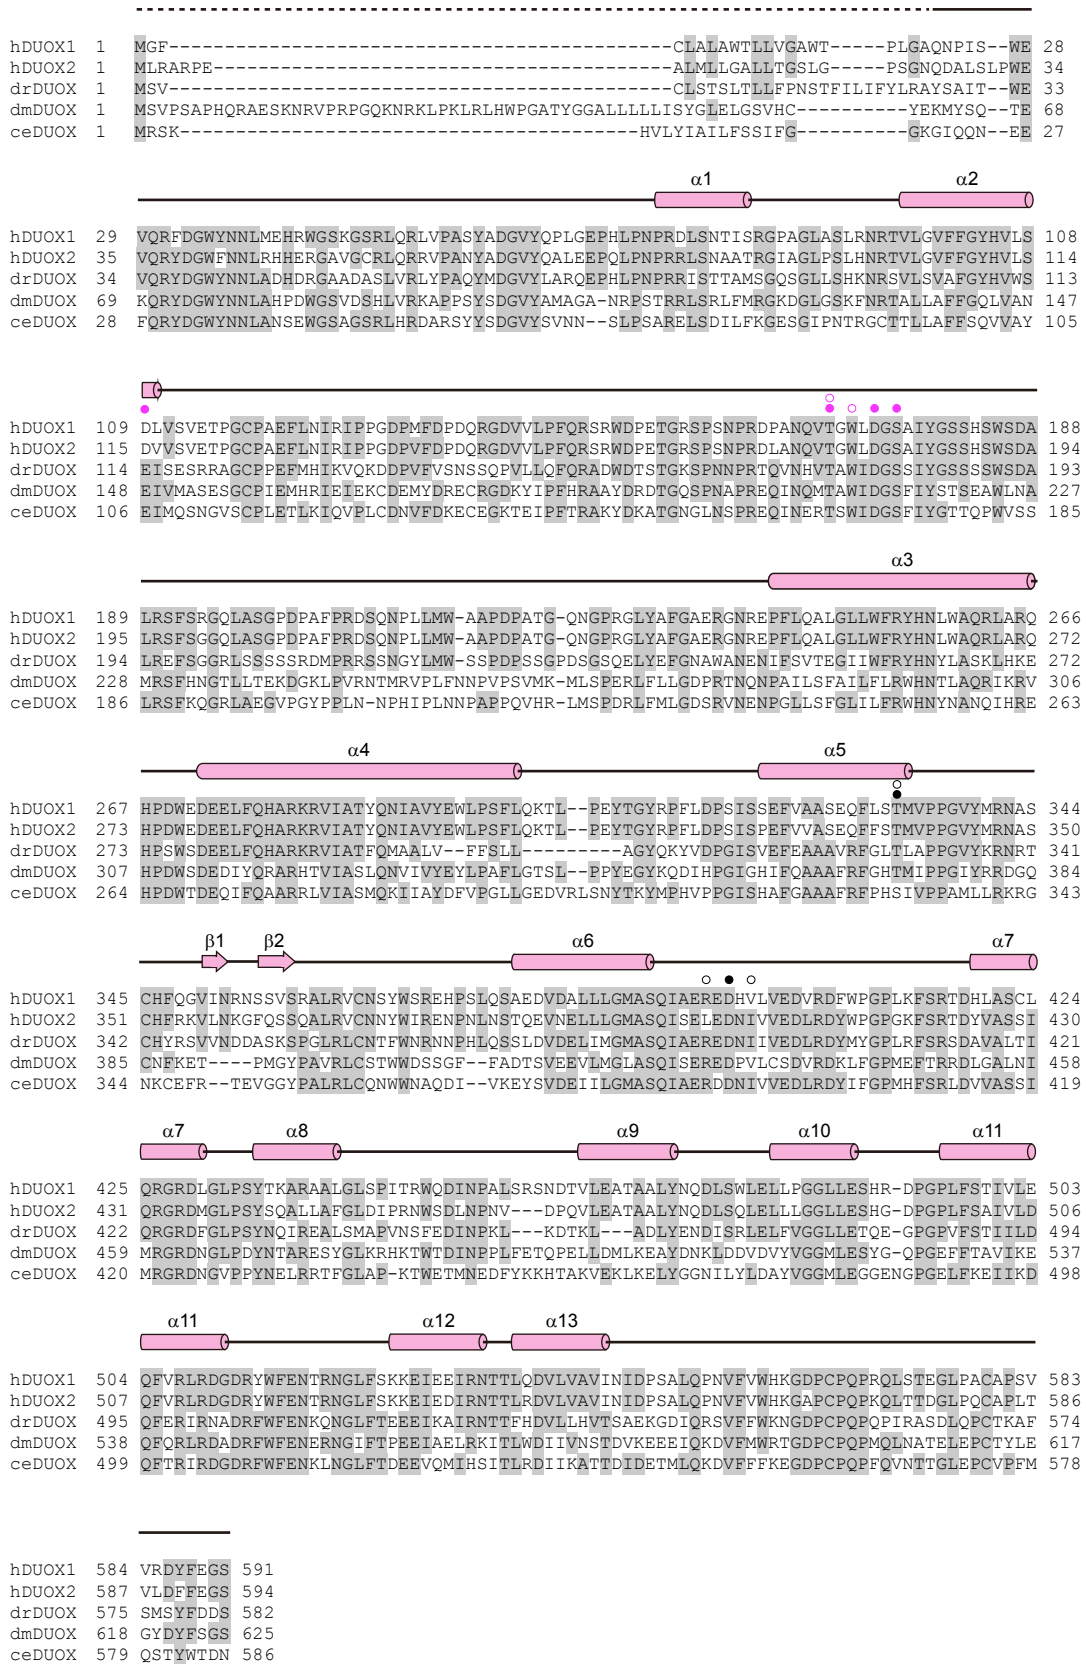 hDUOX1 1 MGF---------------------------------------------CLALAWTLLVGAWT-----PLGAQNPIS--WE 28
hDUOX2 1 MLRARPE-----------------------------------------ALMLLGALLTGSLG-----PSGNQDALSLPWE 34
drDUOX 1 MSV---------------------------------------------CLSTSLTLLFPNSTFILIFYLRAYSAIT--WE 33
dmDUOX 1 MSVPSAPHQRAESKNRVPRPGQKNRKLPKLRLHWPGATYGGALLLLLISYGLELGSVHC--------YEKMYSQ--TE 68
ceDUOX 1 MRSK-----------------------------------------HVLYIAILFSSIFG----------GKGIQQN--EE 27
α1 α2
hDUOX1 29 VQRFDGWYNNLMEHRWGSKGSRLQRLVPASYADGVYQPLGEPHLPNPRDLSNTISRGPAGLASLRNRTVLGVFFGYHVLS 108
hDUOX2 35 VQRYDGWFNNLRHHERGAVGCRLQRRVPANYADGVYQALEEPQLPNPRRLSNAATRGIAGLPSLHNRTVLGVFFGYHVLS 114
drDUOX 34 VQRYDGWYNNLADHDRGAADASLVRLYPAQYMDGVYLARQEPHLPNPRRISTTAMSGQSGLLSHKNRSVLSVAFGYHVWS 113
dmDUOX 69 KQRYDGWYNNLAHPDWGSVDSHLVRKAPPSYSDGVYAMAGA-NRPSTRRLSRLFMRGKDGLGSKFNRTALLAFFGQLVAN 147
ceDUOX 28 FQRYDGWYNNLANSEWGSAGSRLHRDARSYYSDGVYSVNN--SLPSARELSDILFKGESGIPNTRGCTTLLAFFSQVVAY 105
hDUOX1 109 DLVSVETPGCPAEFLNIRIPPGDPMFDPDQRGDVVLPFQRSRWDPETGRSPSNPRDPANQVTGWLDGSAIYGSSHSWSDA 188
hDUOX2 115 DVVSVETPGCPAEFLNIRIPPGDPVFDPDQRGDVVLPFQRSRWDPETGRSPSNPRDLANQVTGWLDGSAIYGSSHSWSDA 194
drDUOX 114 EISESRRAGCPPEFMHIKVQKDDPVFVSNSSQPVLLQFQRADWDTSTGKSPNNPRTQVNHVTAWIDGSSIYGSSSSWSDA 193
dmDUOX 148 EIVMASESGCPIEMHRIEIEKCDEMYDRECRGDKYIPFHRAAYDRDTGQSPNAPREQINQMTAWIDGSFIYSTSEAWLNA 227
ceDUOX 106 EIMQSNGVSCPLETLKIQVPLCDNVFDKECEGKTEIPFTRAKYDKATGNGLNSPREQINERTSWIDGSFIYGTTQPWVSS 185
α3
hDUOX1 189 LRSFSRGQLASGPDPAFPRDSQNPLLMW-AAPDPATG-QNGPRGLYAFGAERGNREPFLQALGLLWFRYHNLWAQRLARQ 266
hDUOX2 195 LRSFSGGQLASGPDPAFPRDSQNPLLMW-AAPDPATG-QNGPRGLYAFGAERGNREPFLQALGLLWFRYHNLWAQRLARQ 272
drDUOX 194 LREFSGGRLSSSSSRDMPRRSSNGYLMW-SSPDPSSGPDSGSQELYEFGNAWANENIFSVTEGIIWFRYHNYLASKLHKE 272
dmDUOX 228 MRSFHNGTLLTEKDGKLPVRNTMRVPLFNNPVPSVMK-MLSPERLFLLGDPRTNQNPAILSFAILFLRWHNTLAQRIKRV 306
ceDUOX 186 LRSFKQGRLAEGVPGYPPLN-NPHIPLNNPAPPQVHR-LMSPDRLFMLGDSRVNENPGLLSFGLILFRWHNYNANQIHRE 263
α4 α5
hDUOX1 267 HPDWEDEELFQHARKRVIATYQNIAVYEWLPSFLQKTL--PEYTGYRPFLDPSISSEFVAASEQFLSTMVPPGVYMRNAS 344
hDUOX2 273 HPDWEDEELFQHARKRVIATYQNIAVYEWLPSFLQKTL--PEYTGYRPFLDPSISPEFVVASEQFFSTMVPPGVYMRNAS 350
drDUOX 273 HPSWSDEELFQHARKRVIATFQMAALV--FFSLL---------AGYQKYVDPGISVEFEAAAVRFGLTLAPPGVYKRNRT 341
dmDUOX 307 HPDWSDEDIYQRARHTVIASLQNVIVYEYLPAFLGTSL--PPYEGYKQDIHPGIGHIFQAAAFRFGHTMIPPGIYRRDGQ 384
ceDUOX 264 HPDWTDEQIFQAARRLVIASMQKIIAYDFVPGLLGEDVRLSNYTKYMPHVPPGISHAFGAAAFRFPHSIVPPAMLLRKRG 343
β1 β2 α6 α7
hDUOX1 345 CHFQGVINRNSSVSRALRVCNSYWSREHPSLQSAEDVDALLLGMASQIAEREDHVLVEDVRDFWPGPLKFSRTDHLASCL 424
hDUOX2 351 CHFRKVLNKGFQSSQALRVCNNYWIRENPNLNSTQEVNELLLGMASQISELEDNIVVEDLRDYWPGPGKFSRTDYVASSI 430
drDUOX 342 CHYRSVVNDDASKSPGLRLCNTFWNRNNPHLQSSLDVDELIMGMASQIAEREDNIIVEDLRDYMYGPLRFSRSDAVALTI 421
dmDUOX 385 CNFKET----PMGYPAVRLCSTWWDSSGF--FADTSVEEVLMGLASQISEREDPVLCSDVRDKLFGPMEFTRRDLGALNI 458
ceDUOX 344 NKCEFR--TEVGGYPALRLCQNWWNAQDI--VKEYSVDEIILGMASQIAERDDNIVVEDLRDYIFGPMHFSRLDVVASSI 419
α7 α8 α9 α10 α11
hDUOX1 425 QRGRDLGLPSYTKARAALGLSPITRWQDINPALSRSNDTVLEATAALYNQDLSWLELLPGGLLESHR-DPGPLFSTIVLE 503
hDUOX2 431 QRGRDMGLPSYSQALLAFGLDIPRNWSDLNPNV---DPQVLEATAALYNQDLSQLELLLGGLLESHG-DPGPLFSAIVLD 506
drDUOX 422 QRGRDFGLPSYNQIREALSMAPVNSFEDINPKL---KDTKL---ADLYENDISRLELFVGGLLETQE-GPGPVFSTIILD 494
dmDUOX 459 MRGRDNGLPDYNTARESYGLKRHKTWTDINPPLFETQPELLDMLKEAYDNKLDDVDVYVGGMLESYG-QPGEFFTAVIKE 537
ceDUOX 420 MRGRDNGVPPYNELRRTFGLAP-KTWETMNEDFYKKHTAKVEKLKELYGGNILYLDAYVGGMLEGGENGPGELFKEIIKD 498
α11 α12 α13
hDUOX1 504 QFVRLRDGDRYWFENTRNGLFSKKEIEEIRNTTLQDVLVAVINIDPSALQPNVFVWHKGDPCPQPRQLSTEGLPACAPSV 583
hDUOX2 507 QFVRLRDGDRYWFENTRNGLFSKKEIEDIRNTTLRDVLVAVINIDPSALQPNVFVWHKGAPCPQPKQLTTDGLPQCAPLT 586
drDUOX 495 QFERIRNADRFWFENKQNGLFTEEEIKAIRNTTFHDVLLHVTSAEKGDIQRSVFFWKNGDPCPQPQPIRASDLQPCTKAF 574
dmDUOX 538 QFQRLRDADRFWFENERNGIFTPEEIAELRKITLWDIIVNSTDVKEEEIQKDVFMWRTGDPCPQPMQLNATELEPCTYLE 617
ceDUOX 499 QFTRIRDGDRFWFENKLNGLFTDEEVQMIHSITLRDIIKATTDIDETMLQKDVFFFKEGDPCPQPFQVNTTGLEPCVPFM 578
hDUOX1 584 VRDYFEGS 591
hDUOX2 587 VLDFFEGS 594
drDUOX 575 SMSYFDDS 582
dmDUOX 618 GYDYFSGS 625
ceDUOX 579 QSTYWTDN 586